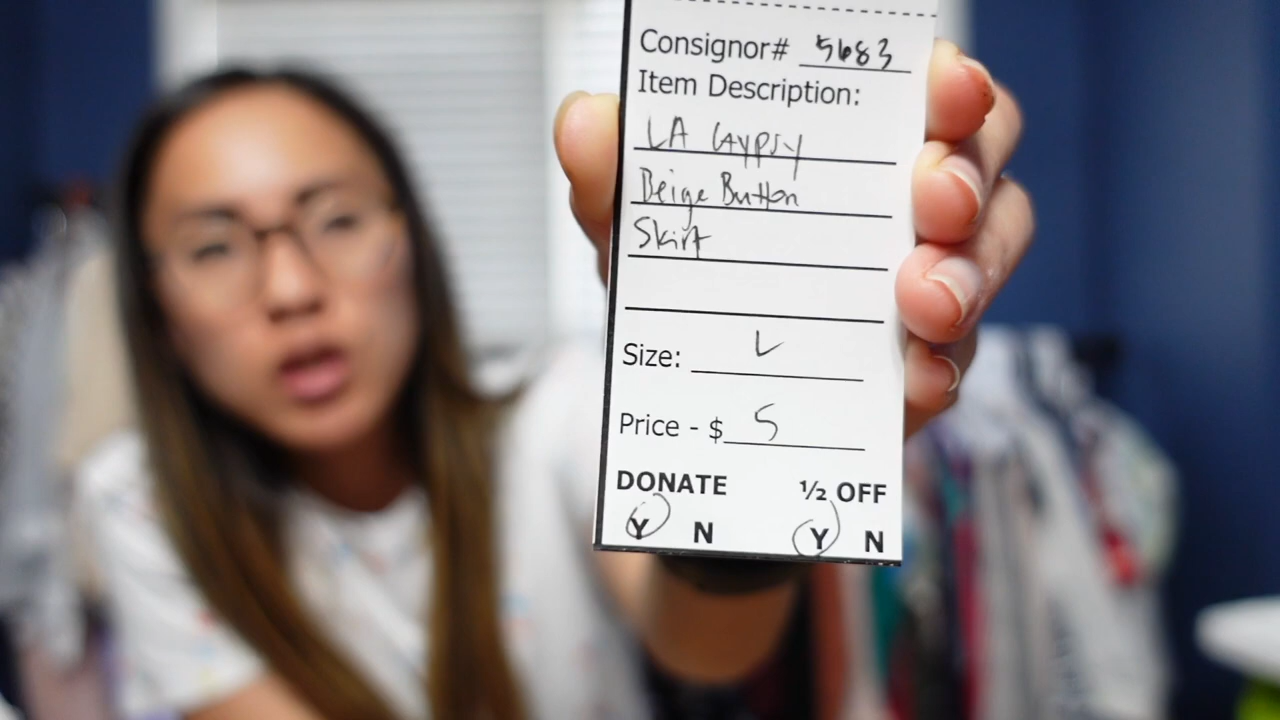 Consignor# 5683
Item Description:
LA Gypsy
Beige Button
Skirt
Size: L
Price - $ 5
DONATE ½ OFF
Y N Y N